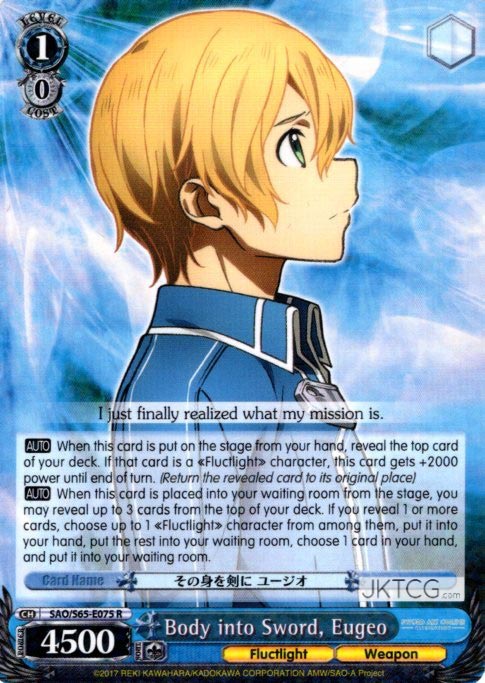 LEVEL
1
0
COST
I just finally realized what my mission is.
AUTO When this card is put on the stage from your hand, reveal the top card
of your deck. If that card is a «Fluctlight» character, this card gets +2000
power until end of turn. (Return the revealed card to its original place)
AUTO When this card is placed into your waiting room from the stage, you
may reveal up to 3 cards from the top of your deck. If you reveal 1 or more
cards, choose up to 1 «Fluctlight» character from among them, put it into
your hand, put the rest into your waiting room, choose 1 card in your hand,
and put it into your waiting room.
Card Name その身を剣に ユージオ
JKTCG.com
CH SAO/S65-E075 R
POWER 4500 SOUL Body into Sword, Eugeo
SWORD ART ONLINE
Fluctlight Weapon
©2017 REKI KAWAHARA/KADOKAWA CORPORATION AMW/SAO-A Project